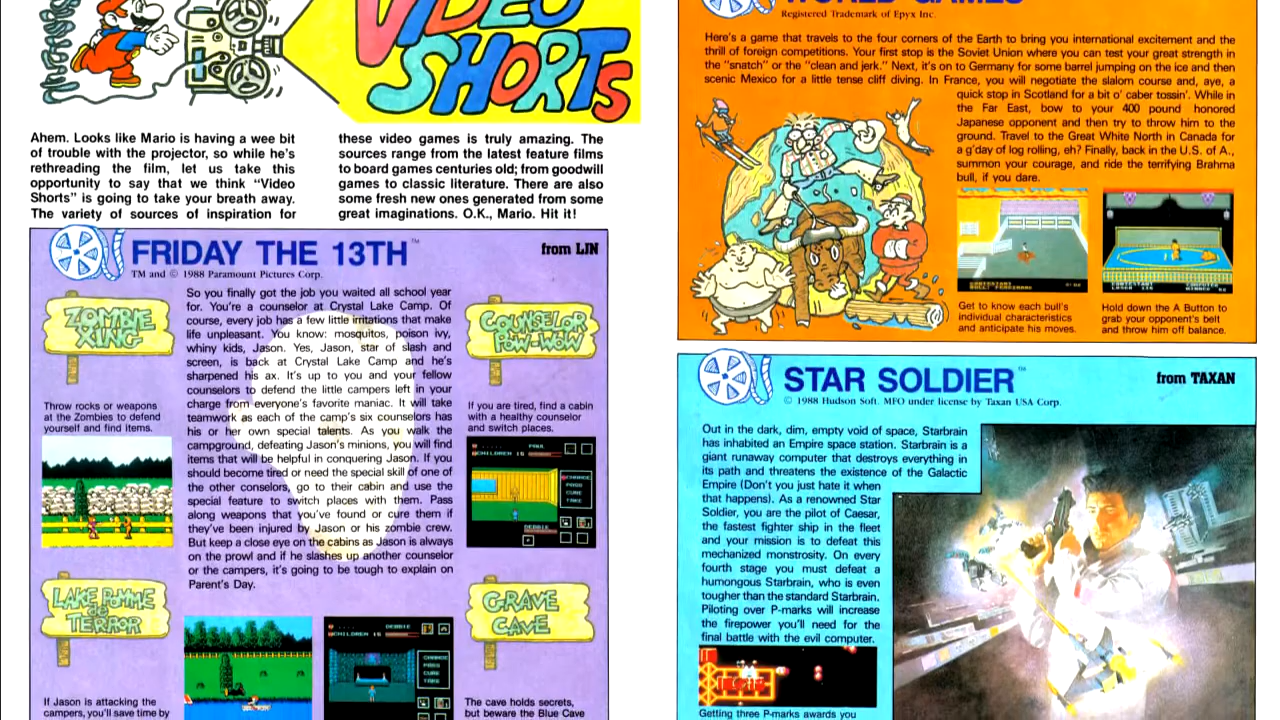 VIDEO
SHORTS
Ahem. Looks like Mario is having a wee bit
of trouble with the projector, so while he's
rethreading the film, let us take this
opportunity to say that we think "Video
Shorts" is going to take your breath away.
The variety of sources of inspiration for
these video games is truly amazing. The
sources range from the latest feature films
to board games centuries old; from goodwill
games to classic literature. There are also
some fresh new ones generated from some
great imaginations. O.K., Mario. Hit it!
FRIDAY THE 13TH™
from LJN
TM and © 1988 Paramount Pictures Corp.
ZOMBIE
XING
Throw rocks or weapons
at the Zombies to defend
yourself and find items.
So you finally got the job you waited all school year
for. You're a counselor at Crystal Lake Camp. Of
course, every job has a few little irritations that make
life unpleasant. You know: mosquitos, poison ivy,
whiny kids, Jason. Yes, Jason, star of slash and
screen, is back at Crystal Lake Camp and he's
sharpened his ax. It's up to you and your fellow
counselors to defend the little campers left in your
charge from everyone's favorite maniac. It will take
teamwork as each of the camp's six counselors has
his or her own special talents. As you walk the
campground, defeating Jason's minions, you will find
items that will be helpful in conquering Jason. If you
should become tired or need the special skill of one of
the other conselors, go to their cabin and use the
special feature to switch places with them. Pass
along weapons that you've found or cure them if
they've been injured by Jason or his zombie crew.
But keep a close eye on the cabins as Jason is always
on the prowl and if he slashes up another counselor
or the campers, it's going to be tough to explain on
Parent's Day.
COUNSELOR
POW-WOW
If you are tired, find a cabin
with a healthy counselor
and switch places.
PAUL
CHILDREN 15
CHANGE
PASS
CURE
TAKE
DEBBIE
LAKE POMME
de
TERROR
If Jason is attacking the
campers, you'll save time by
DEBBIE
CHILDREN 15
CHANGE
PASS
CURE
TAKE
GRAVE
CAVE
The cave holds secrets,
but beware the Blue Cave
WORLD GAMES
Registered Trademark of Epyx Inc.
Here's a game that travels to the four corners of the Earth to bring you international excitement and the
thrill of foreign competitions. Your first stop is the Soviet Union where you can test your great strength in
the "snatch" or the "clean and jerk." Next, it's on to Germany for some barrel jumping on the ice and then
scenic Mexico for a little tense cliff diving. In France, you will negotiate the slalom course and, aye, a
quick stop in Scotland for a bit o' caber tossin'. While in
the Far East, bow to your 400 pound honored
Japanese opponent and then try to throw him to the
ground. Travel to the Great White North in Canada for
a g'day of log rolling, eh? Finally, back in the U.S. of A.,
summon your courage, and ride the terrifying Brahma
bull, if you dare.
Get to know each bull's
individual characteristics
and anticipate his moves.
Hold down the A Button to
grab your opponent's belt
and throw him off balance.
STAR SOLDIER™
from TAXAN
© 1988 Hudson Soft. MFO under license by Taxan USA Corp.
Out in the dark, dim, empty void of space, Starbrain
has inhabited an Empire space station. Starbrain is a
giant runaway computer that destroys everything in
its path and threatens the existence of the Galactic
Empire (Don't you just hate it when
that happens). As a renowned Star
Soldier, you are the pilot of Caesar,
the fastest fighter ship in the fleet
and your mission is to defeat this
mechanized monstrosity. On every
fourth stage you must defeat a
humongous Starbrain, who is even
tougher than the standard Starbrain.
Piloting over P-marks will increase
the firepower you'll need for the
final battle with the evil computer.
Getting three P-marks awards you